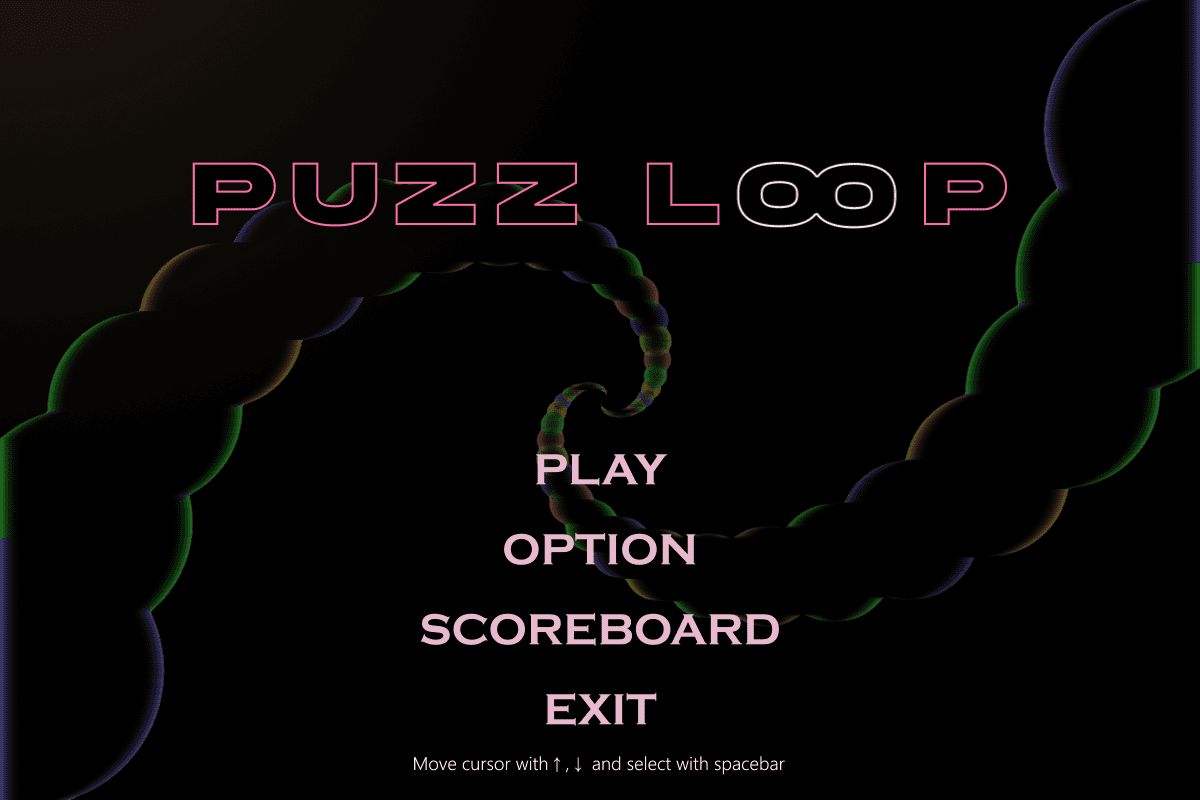 PUZZ LOOP
PLAY
OPTION
SCOREBOARD
EXIT
Move cursor with ↑ , ↓ and select with spacebar